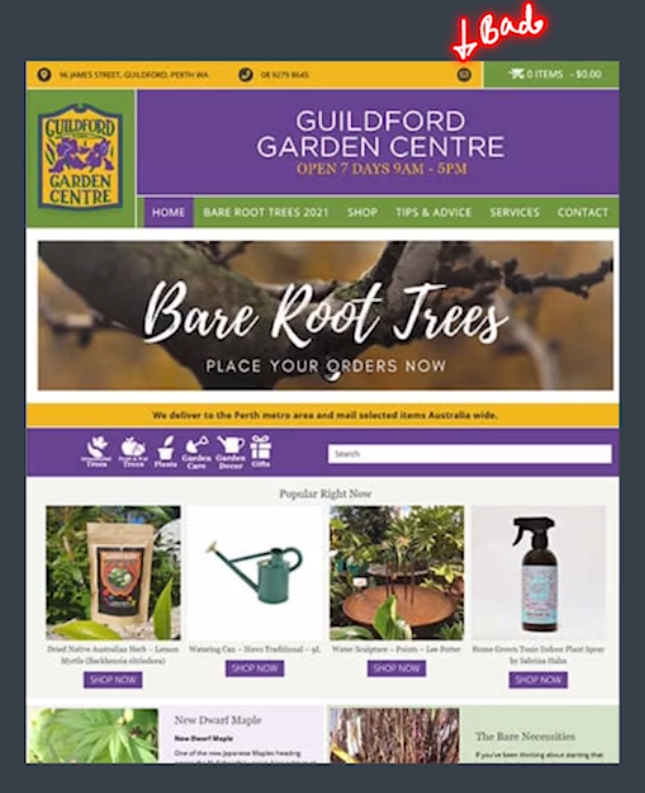 Bad
96 JAMES STREET, GUILDFORD, PERTH WA
08 9279 8645
0 ITEMS - $0.00
GUILDFORD
GARDEN
CENTRE
GUILDFORD
GARDEN CENTRE
OPEN 7 DAYS 9AM - 5PM
HOME BARE ROOT TREES 2021 SHOP TIPS & ADVICE SERVICES CONTACT
Bare Root Trees
PLACE YOUR ORDERS NOW
We deliver to the Perth metro area and mail selected items Australia wide.
Trees
Trees
Plants
Garden
Care
Garden
Decor
Gifts
Search
Popular Right Now
Dried Native Australian Herb – Lemon
Myrtle (Backhousia citriodora)
SHOP NOW
Watering Can – Haws Traditional – 9L
SHOP NOW
Water Sculpture – Points – Lee Potter
SHOP NOW
Home Grown Tonic Indoor Plant Spray
by Sabrina Hahn
SHOP NOW
New Dwarf Maple
New Dwarf Maple
One of the new Japanese Maples heading
The Bare Necessities
If you've been thinking about starting that